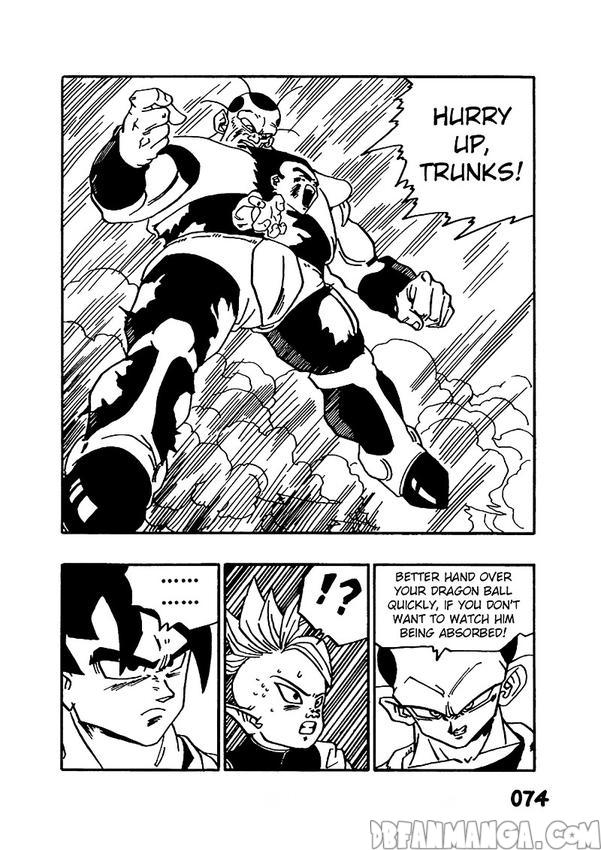 HURRY
UP,
TRUNKS!
........
........
!?
BETTER HAND OVER
YOUR DRAGON BALL
QUICKLY, IF YOU DON'T
WANT TO WATCH HIM
BEING ABSORBED!
074
DBFANMANGA.COM